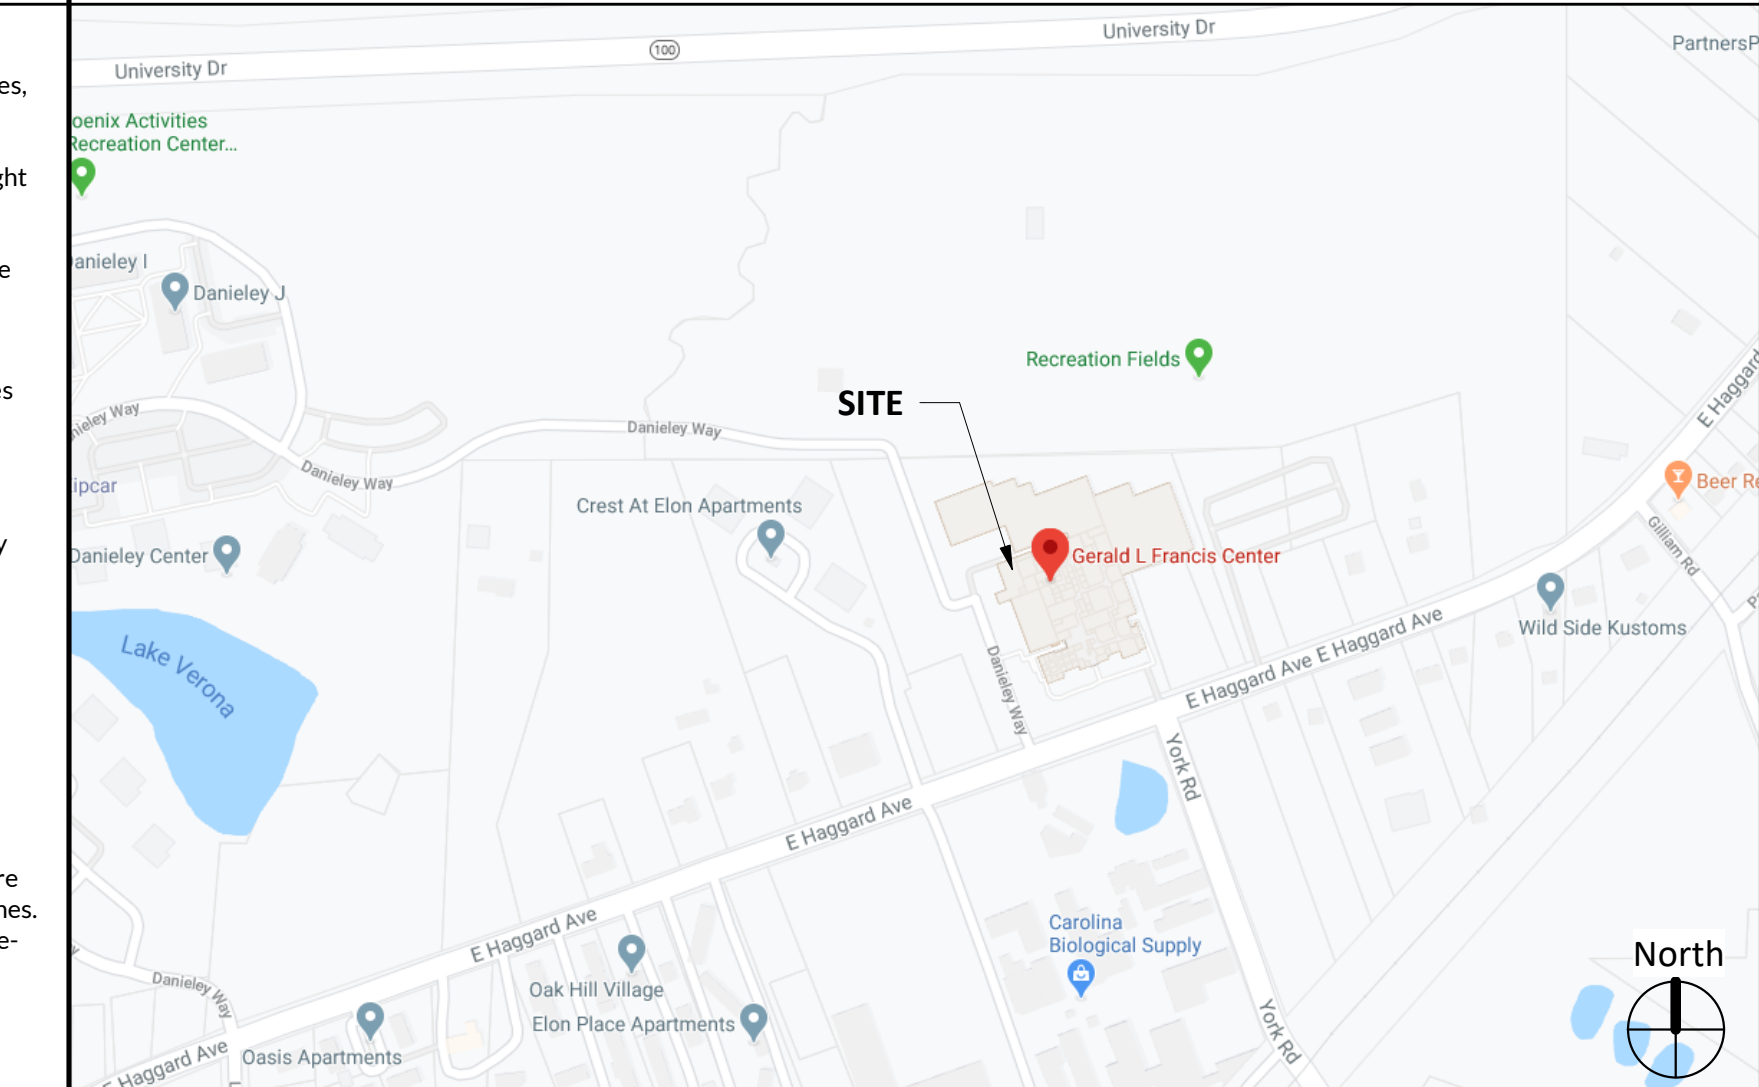 es,
ght
e
es
y
re
nes.
e-
University Dr
100
University Dr
PartnersP
oenix Activities
Recreation Center...
anieley I
Danieley J
Recreation Fields
SITE
E Haggard
nieley Way
Danieley Way
Danieley Way
ipcar
Crest At Elon Apartments
Beer Re
Gilliam Rd
Danieley Center
Gerald L Francis Center
Wild Side Kustoms
E Haggard Ave
E Haggard Ave
Lake Verona
Danieley Way
York Rd
E Haggard Ave
E Haggard Ave
Carolina
Biological Supply
North
Oak Hill Village
Danieley Way
Elon Place Apartments
York Rd
Oasis Apartments
E Haggard Ave